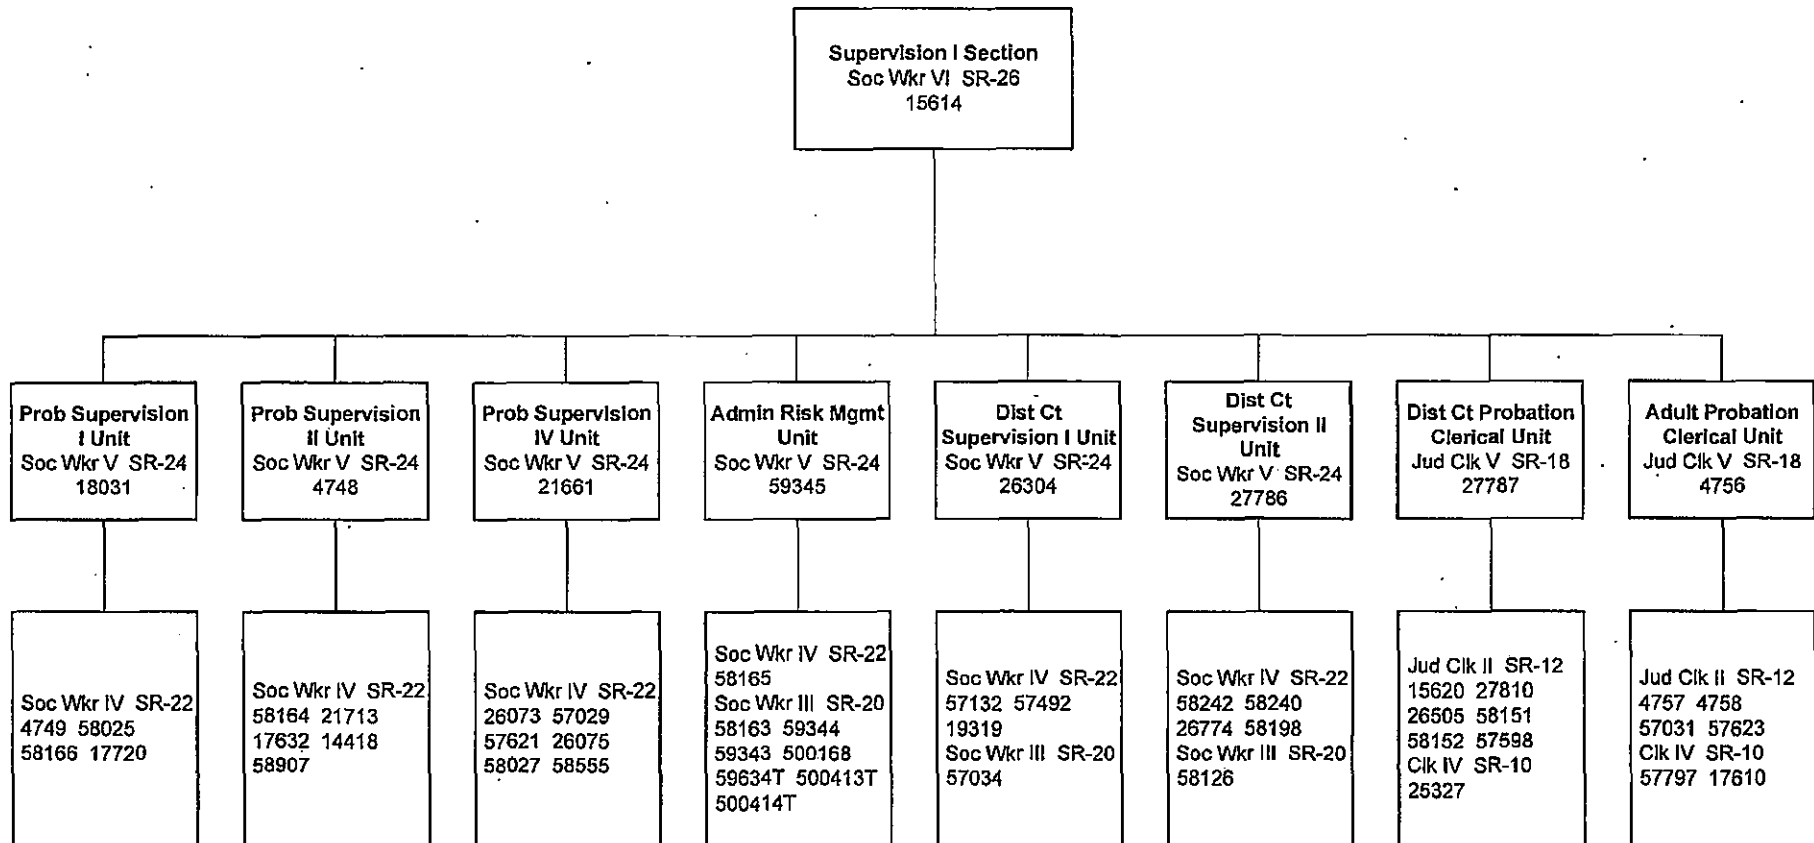 Supervision I Section
Soc Wkr VI SR-26
15614
Prob Supervision
I Unit
Soc Wkr V SR-24
18031
Prob Supervision
II Unit
Soc Wkr V SR-24
4748
Prob Supervision
IV Unit
Soc Wkr V SR-24
21661
Admin Risk Mgmt
Unit
Soc Wkr V SR-24
59345
Dist Ct
Supervision I Unit
Soc Wkr V SR-24
26304
Dist Ct
Supervision II
Unit
Soc Wkr V SR-24
27786
Dist Ct Probation
Clerical Unit
Jud Clk V SR-18
27787
Adult Probation
Clerical Unit
Jud Clk V SR-18
4756
Soc Wkr IV SR-22
4749 58025
58166 17720
Soc Wkr IV SR-22
58164 21713
17632 14418
58907
Soc Wkr IV SR-22
26073 57029
57621 26075
58027 58555
Soc Wkr IV SR-22
58165
Soc Wkr III SR-20
58163 59344
59343 500168
59634T 500413T
500414T
Soc Wkr IV SR-22
57132 57492
19319
Soc Wkr III SR-20
57034
Soc Wkr IV SR-22
58242 58240
26774 58198
Soc Wkr III SR-20
58126
Jud Clk II SR-12
15620 27810
26505 58151
58152 57598
Clk IV SR-10
25327
Jud Clk II SR-12
4757 4758
57031 57623
Clk IV SR-10
57797 17610